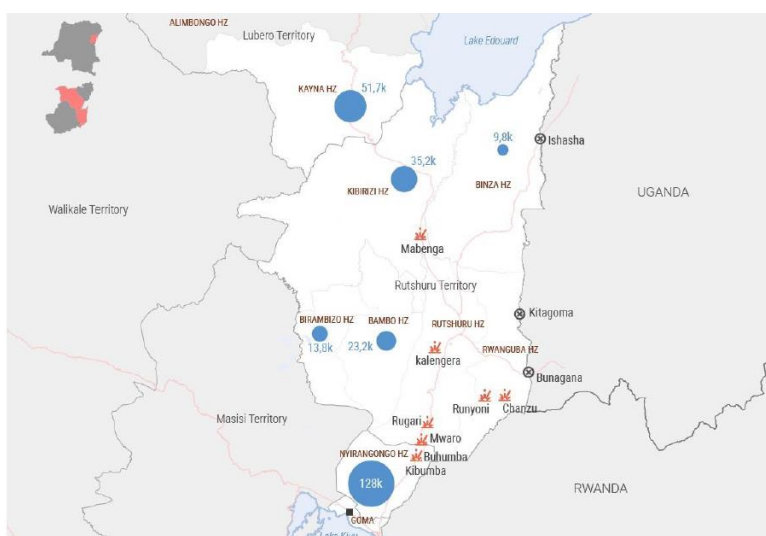 ALIMBONGO HZ
Lubero Territory
Lake Edouard
KAYNA HZ
51,7k
9,8k
Ishasha
35,2k
KIBIRIZI HZ
BINZA HZ
UGANDA
Walikale Territory
Mabenga
Rutshuru Territory
Kitagoma
BIRAMBIZO HZ
BAMBO HZ
RUTSHURU HZ
13,8k
23,2k
RWANGUBA HZ
kalengera
Bunagana
Runyoni
Chanzu
Masisi Territory
Rugari
Mwaro
NYIRANGONGO HZ
Buhumba
Kibumba
128k
RWANDA
GOMA